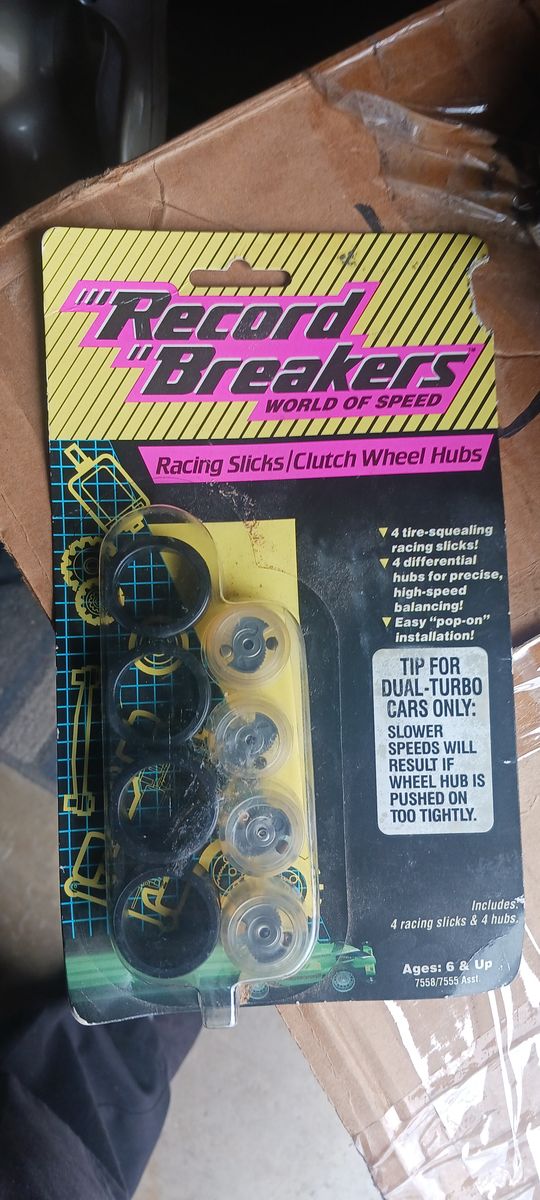 Record
Breakers™
WORLD OF SPEED
Racing Slicks/Clutch Wheel Hubs
4 tire-squealing
racing slicks!
4 differential
hubs for precise,
high-speed
balancing!
Easy "pop-on"
installation!
TIP FOR
DUAL-TURBO
CARS ONLY:
SLOWER
SPEEDS WILL
RESULT IF
WHEEL HUB IS
PUSHED ON
TOO TIGHTLY.
Includes:
4 racing slicks & 4 hubs.
Ages: 6 & Up
7558/7555 Asst.